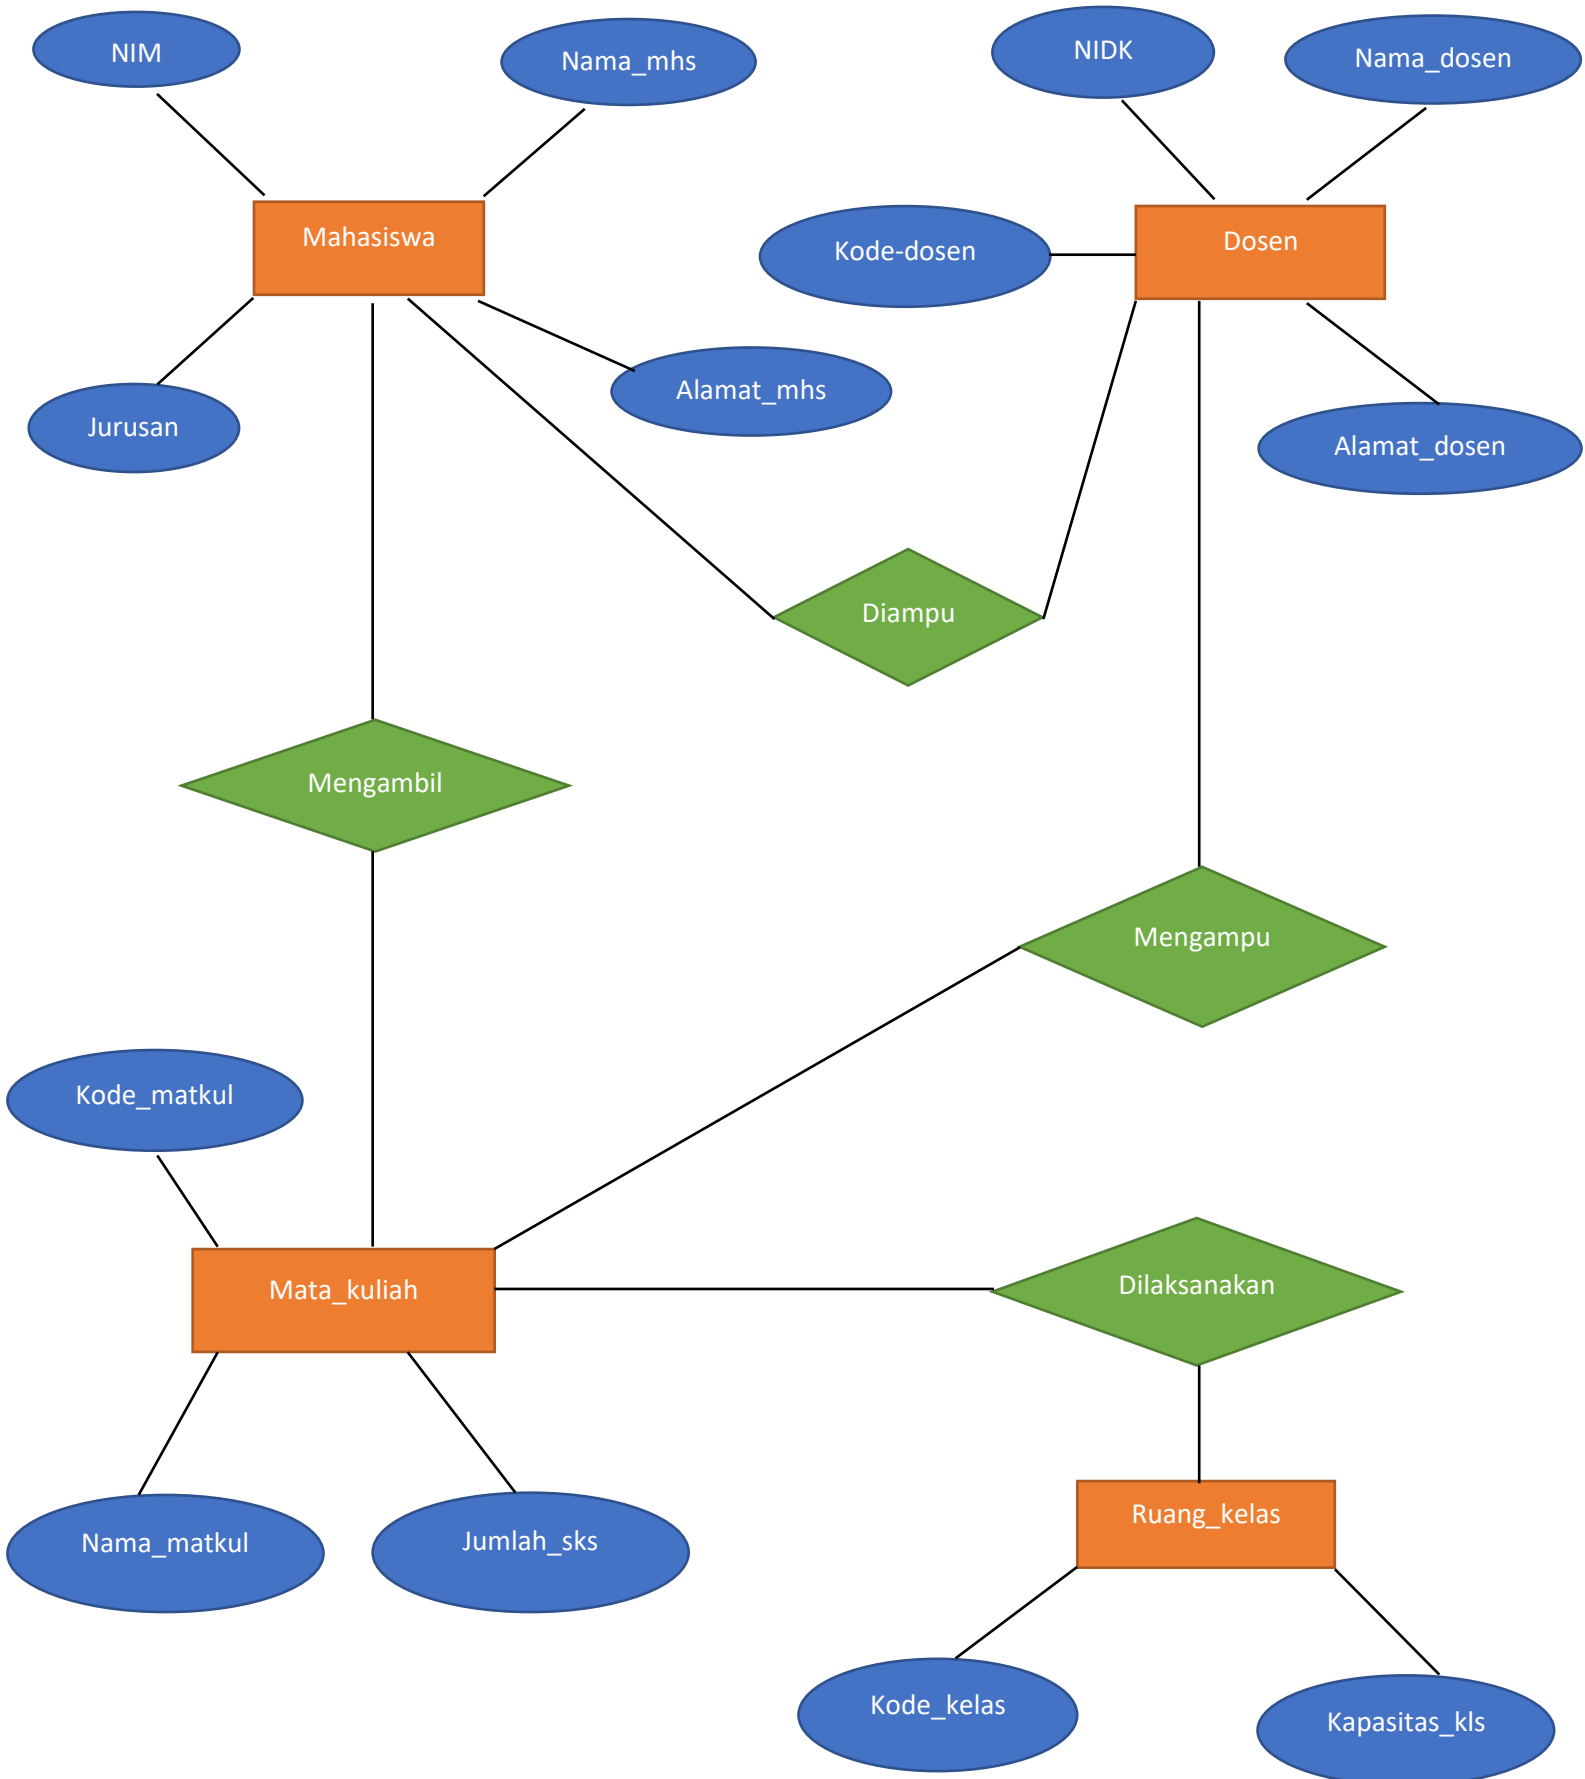 NIM
Nama_mhs
NIDK
Nama_dosen
Mahasiswa
Kode-dosen
Dosen
Jurusan
Alamat_mhs
Alamat_dosen
Diampu
Mengambil
Mengampu
Kode_matkul
Mata_kuliah
Dilaksanakan
Nama_matkul
Jumlah_sks
Ruang_kelas
Kode_kelas
Kapasitas_kls